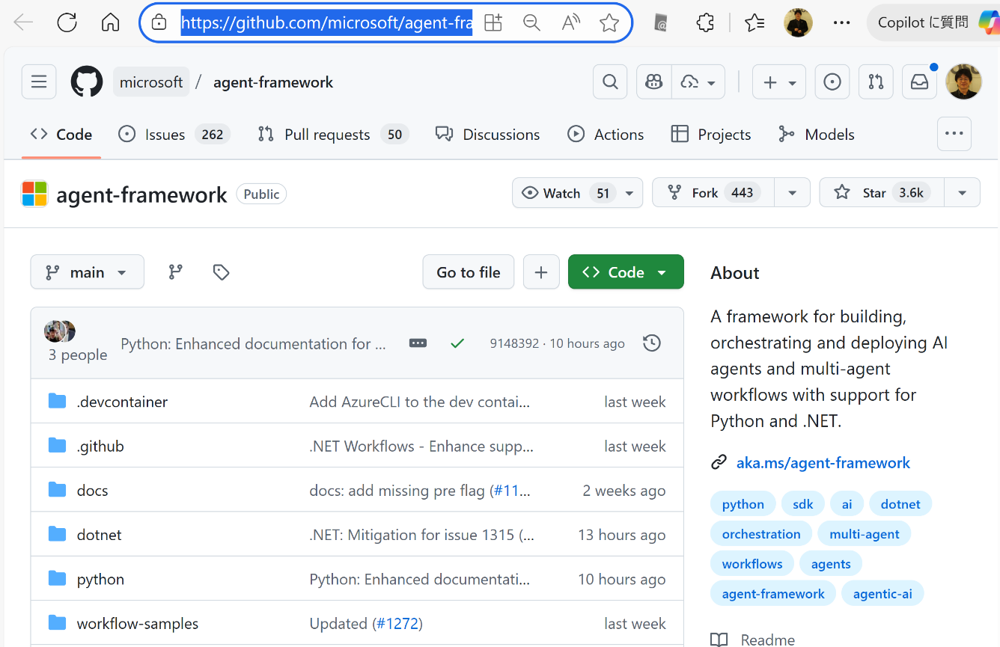 https://github.com/microsoft/agent-fra
Copilot に質問
microsoft / agent-framework
Code
Issues 262
Pull requests 50
Discussions
Actions
Projects
Models
agent-framework Public
Watch 51
Fork 443
Star 3.6k
main
Go to file
Code
3 people Python: Enhanced documentation for ... 9148392 · 10 hours ago
.devcontainer Add AzureCLI to the dev contai... last week
.github .NET Workflows - Enhance supp... last week
docs docs: add missing pre flag (#11... 2 weeks ago
dotnet .NET: Mitigation for issue 1315 (... 13 hours ago
python Python: Enhanced documentati... 10 hours ago
workflow-samples Updated (#1272) last week
About
A framework for building,
orchestrating and deploying AI
agents and multi-agent
workflows with support for
Python and .NET.
aka.ms/agent-framework
python sdk ai dotnet
orchestration multi-agent
workflows agents
agent-framework agentic-ai
Readme